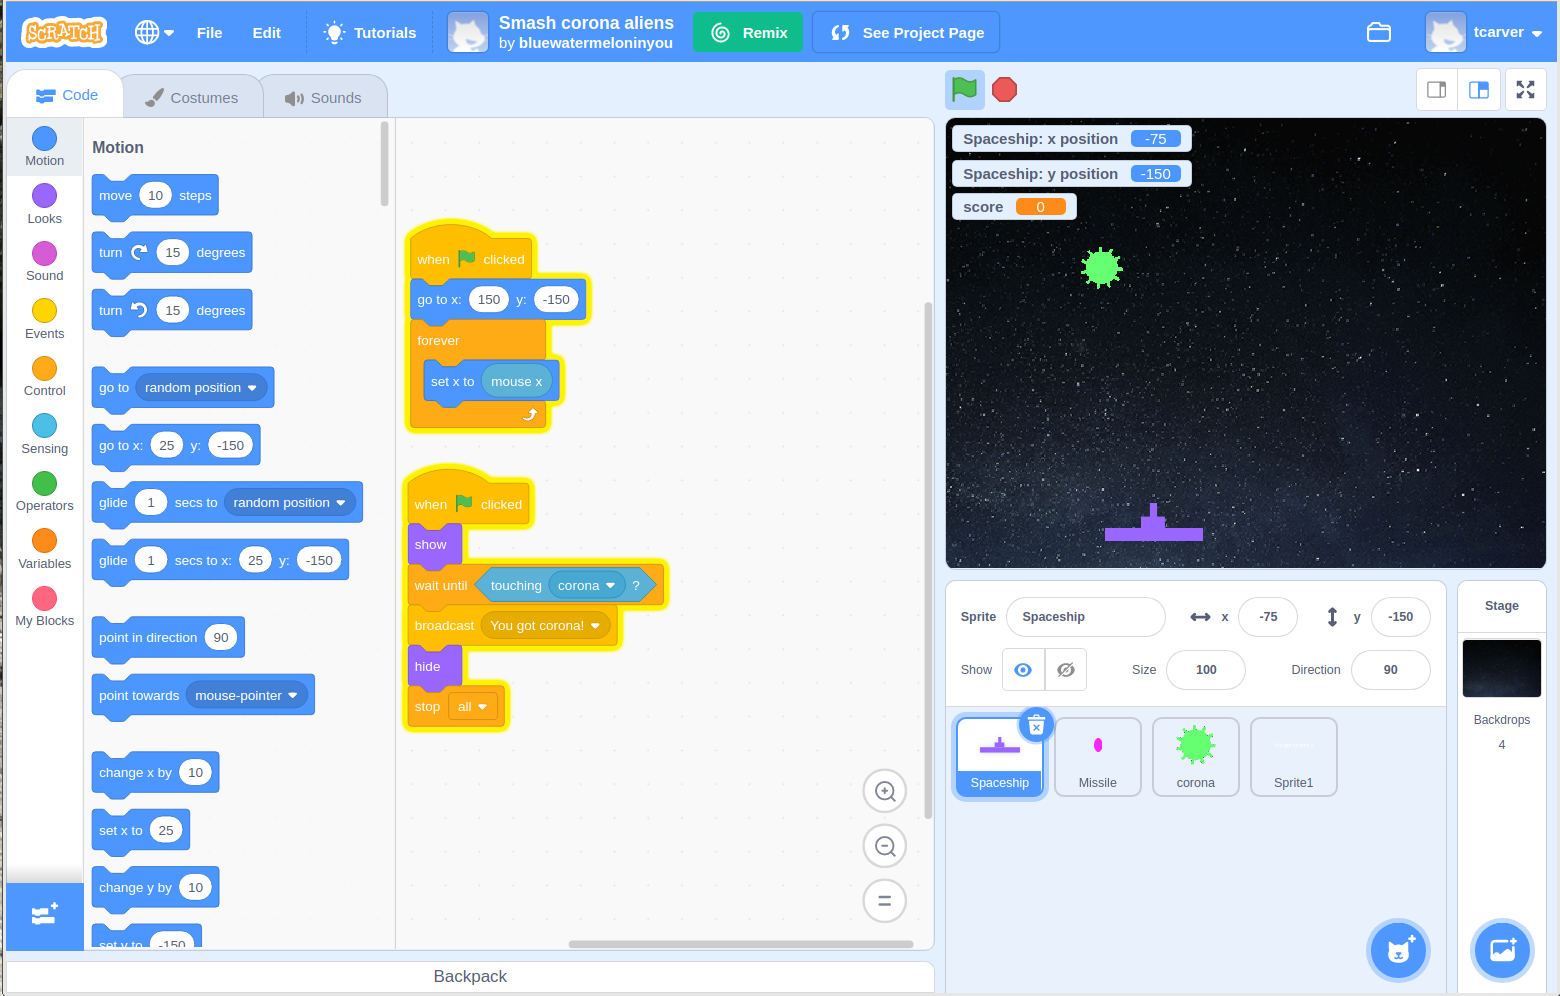 SCRATCH
File
Edit
Tutorials
Smash corona aliens
by bluewatermeloninyou
Remix
See Project Page
tcarver
Code
Costumes
Sounds
Motion
Looks
Sound
Events
Control
Sensing
Operators
Variables
My Blocks
Motion
move 10 steps
turn 15 degrees
turn 15 degrees
go to random position
go to x: 25 y: -150
glide 1 secs to random position
glide 1 secs to x: 25 y: -150
point in direction 90
point towards mouse-pointer
change x by 10
set x to 25
change y by 10
set y to -150
when clicked
go to x: 150 y: -150
forever
set x to mouse x
when clicked
show
wait until touching corona ?
broadcast You got corona!
hide
stop all
Backpack
Spaceship: x position -75
Spaceship: y position -150
score 0
Sprite Spaceship x -75 y -150
Show Size 100 Direction 90
Spaceship
Missile
corona
Sprite1
Stage
Backdrops
4